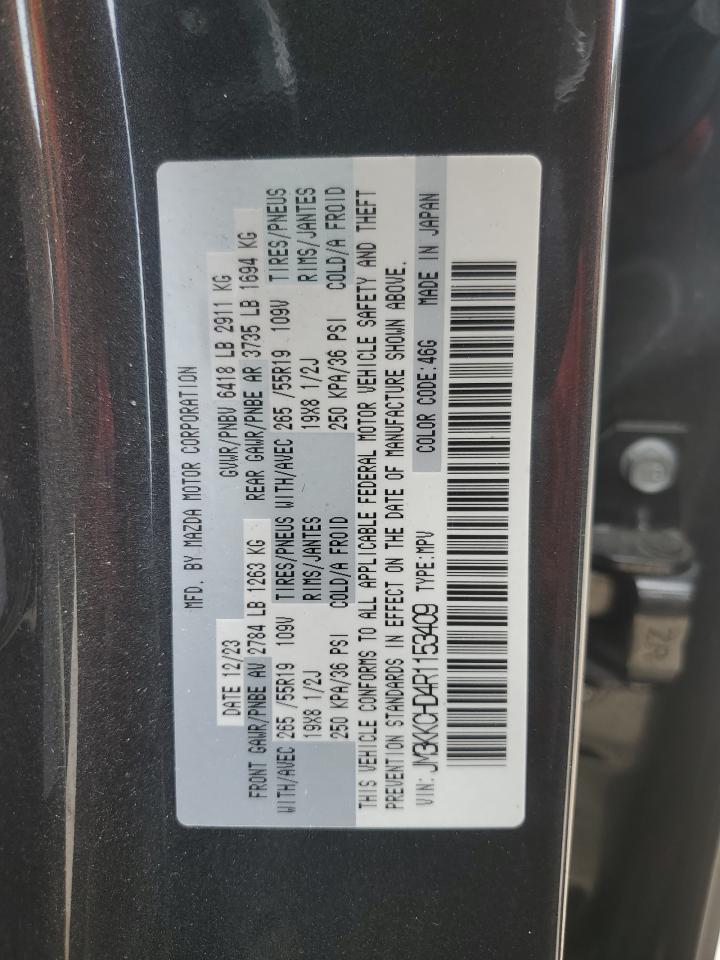 MFD. BY MAZDA MOTOR CORPORATION
DATE 12/23 GVWR/PNBV 6418 LB 2911 KG
FRONT GAWR/PNBE AV 2784 LB 1263 KG REAR GAWR/PNBE AR 3735 LB 1694 KG
WITH/AVEC 265 /55R19 109V TIRES/PNEUS WITH/AVEC 265 /55R19 109V TIRES/PNEUS
19X8 1/2J RIMS/JANTES 19X8 1/2J RIMS/JANTES
250 KPA/36 PSI COLD/A FROID 250 KPA/36 PSI COLD/A FROID
THIS VEHICLE CONFORMS TO ALL APPLICABLE FEDERAL MOTOR VEHICLE SAFETY AND THEFT
PREVENTION STANDARDS IN EFFECT ON THE DATE OF MANUFACTURE SHOWN ABOVE.
VIN: JM3KKCHD4R1153409 TYPE:MPV COLOR CODE:46G MADE IN JAPAN
2R